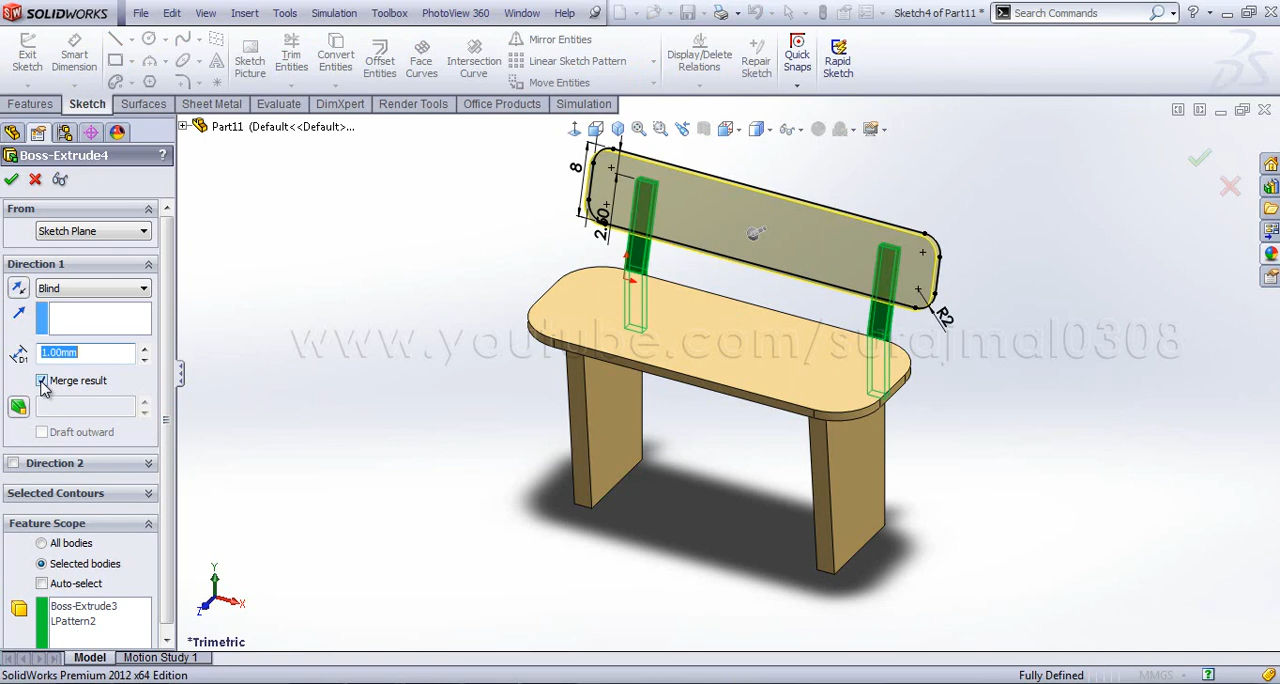 SOLIDWORKS File Edit View Insert Tools Simulation Toolbox PhotoView 360 Window Help Sketch4 of Part11 * Search Commands
Exit Sketch Smart Dimension Sketch Picture Trim Entities Convert Entities Offset Entities Face Curves Intersection Curve Mirror Entities Linear Sketch Pattern Move Entities Display/Delete Relations Repair Sketch Quick Snaps Rapid Sketch
Features Sketch Surfaces Sheet Metal Evaluate DimXpert Render Tools Office Products Simulation
Part11 (Default<<Default>...
Boss-Extrude4 ?
From
Sketch Plane
Direction 1
Blind
1.00mm
Merge result
Draft outward
Direction 2
Selected Contours
Feature Scope
All bodies
Selected bodies
Auto-select
Boss-Extrude3
LPattern2
8
2.60
R2
www.youtube.com/surajmal0308
Y
X
Z
*Trimetric
Model Motion Study 1
SolidWorks Premium 2012 x64 Edition Fully Defined MMGS ?